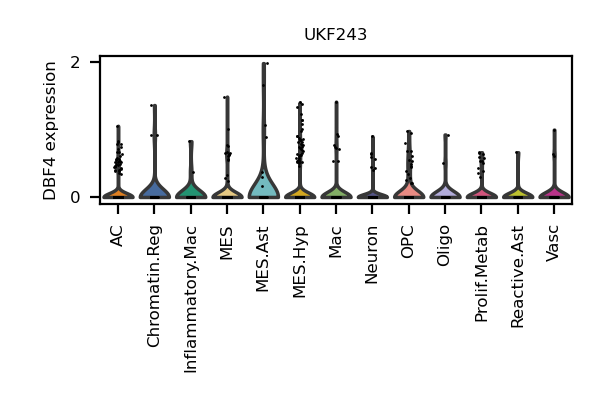 UKF243
DBF4 expression
2
0
AC
Chromatin.Reg
Inflammatory.Mac
MES
MES.Ast
MES.Hyp
Mac
Neuron
OPC
Oligo
Prolif.Metab
Reactive.Ast
Vasc